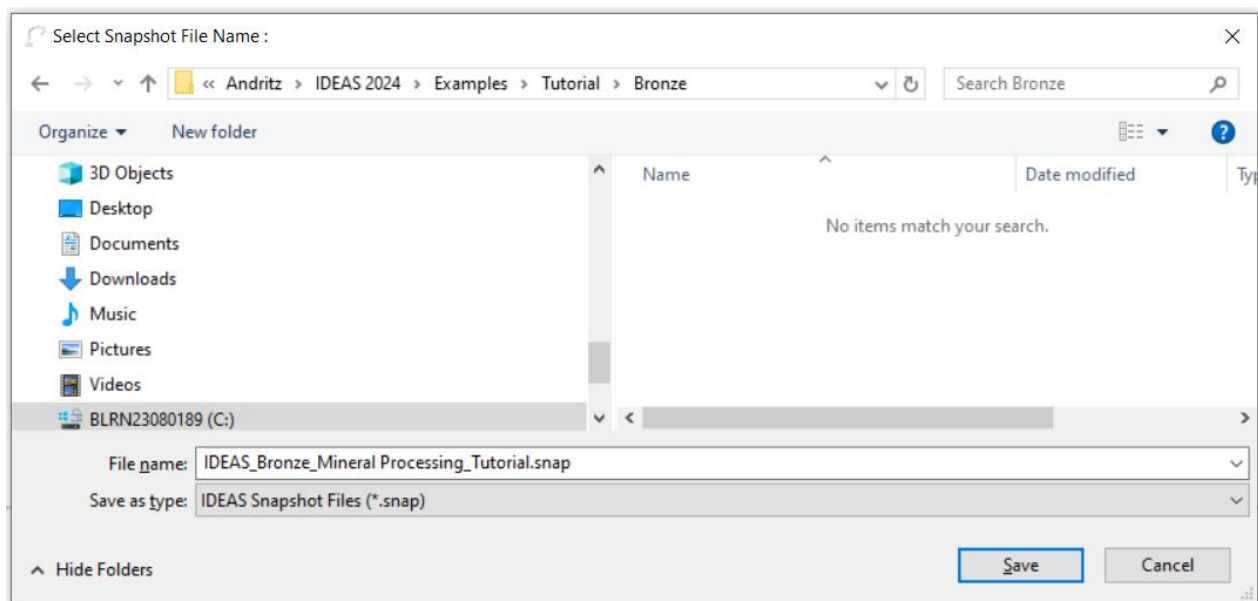 Select Snapshot File Name :
« Andritz › IDEAS 2024 › Examples › Tutorial › Bronze
Search Bronze
Organize
New folder
?
3D Objects
Desktop
Documents
Downloads
Music
Pictures
Videos
BLRN23080189 (C:)
Name
Date modified
Typ
No items match your search.
File name: IDEAS_Bronze_Mineral Processing_Tutorial.snap
Save as type: IDEAS Snapshot Files (*.snap)
Hide Folders
Save
Cancel